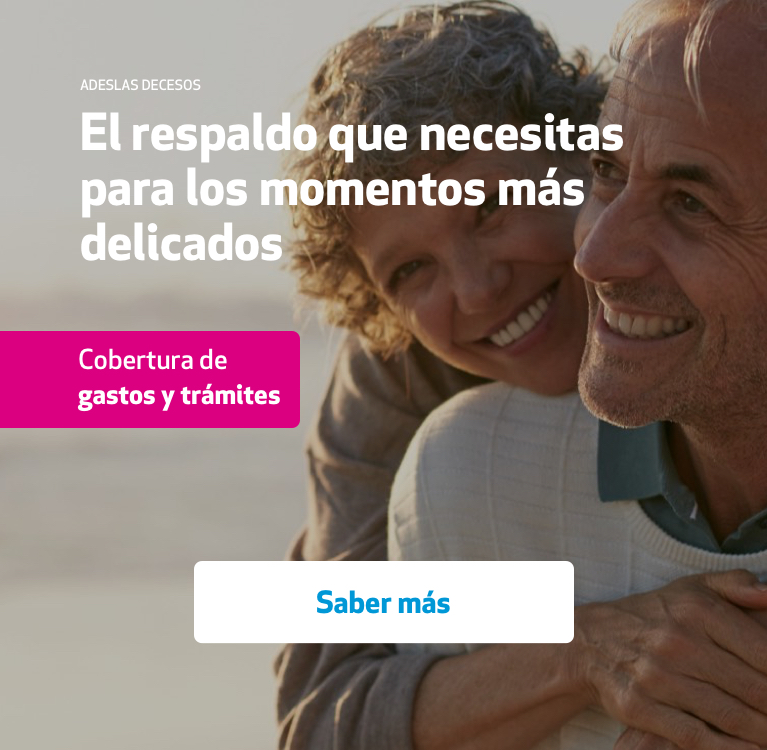 ADESLAS DECESOS
El respaldo que necesitas
para los momentos más
delicados
Cobertura de
gastos y trámites
Saber más